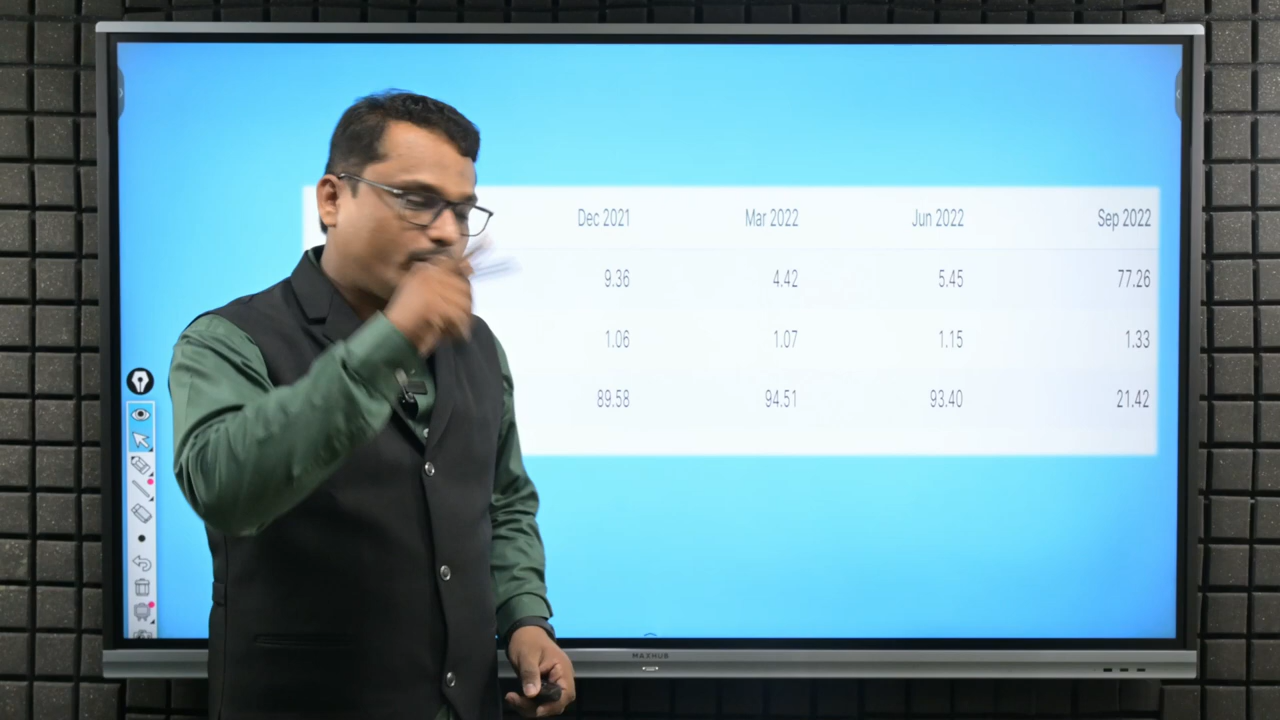 Dec 2021 Mar 2022 Jun 2022 Sep 2022
9.36 4.42 5.45 77.26
1.06 1.07 1.15 1.33
89.58 94.51 93.40 21.42
MAXHUB